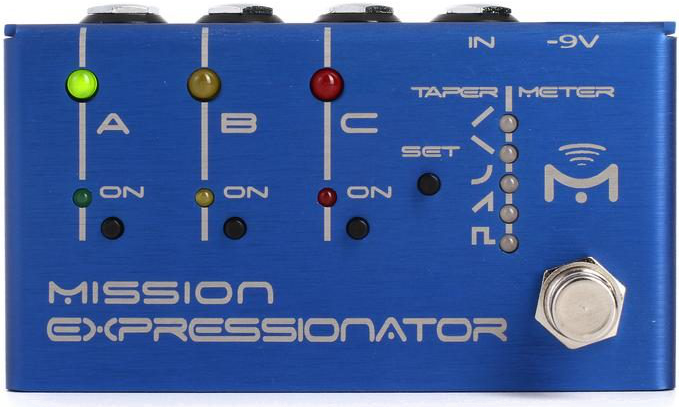 IN -9V
TAPER METER
A B C
SET
ON ON ON
M
MISSION
EXPRESSIONATOR